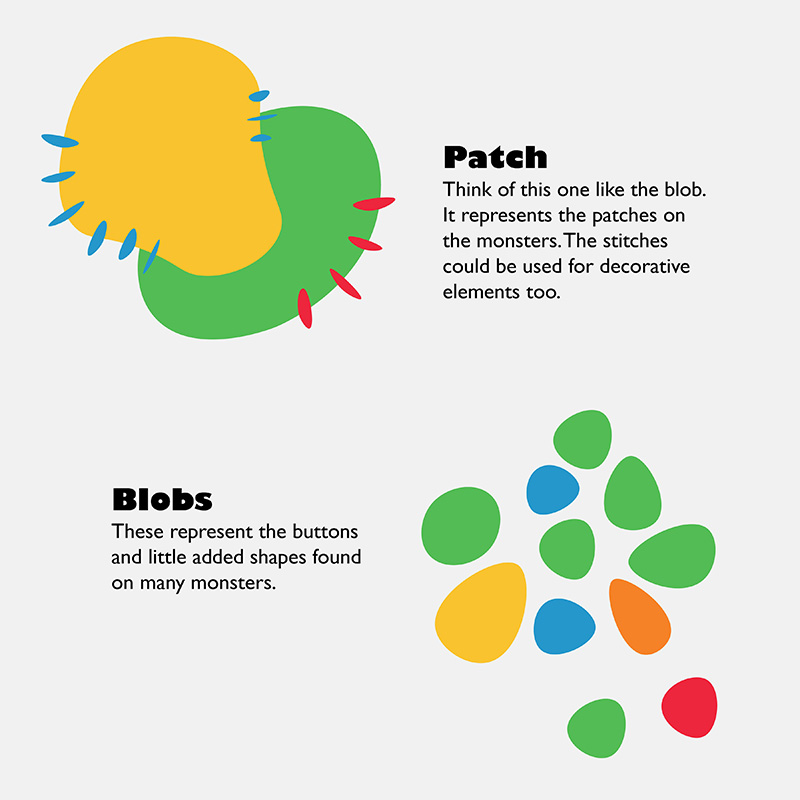 Patch
Think of this one like the blob.
It represents the patches on
the monsters. The stitches
could be used for decorative
elements too.
Blobs
These represent the buttons
and little added shapes found
on many monsters.